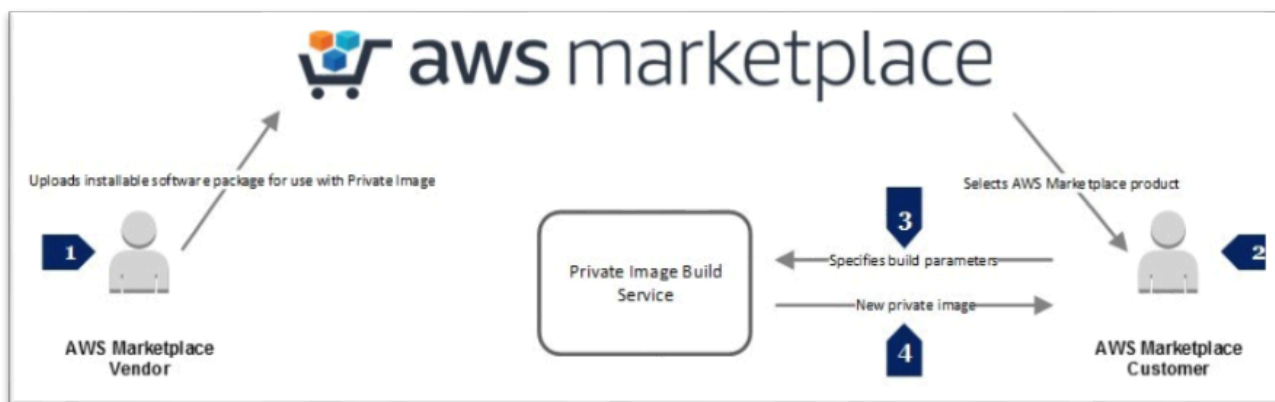 aws marketplace
Uploads installable software package for use with Private Image
Selects AWS Marketplace product
1
3
2
Private Image Build
Service
Specifies build parameters
New private image
4
AWS Marketplace
Vendor
AWS Marketplace
Customer